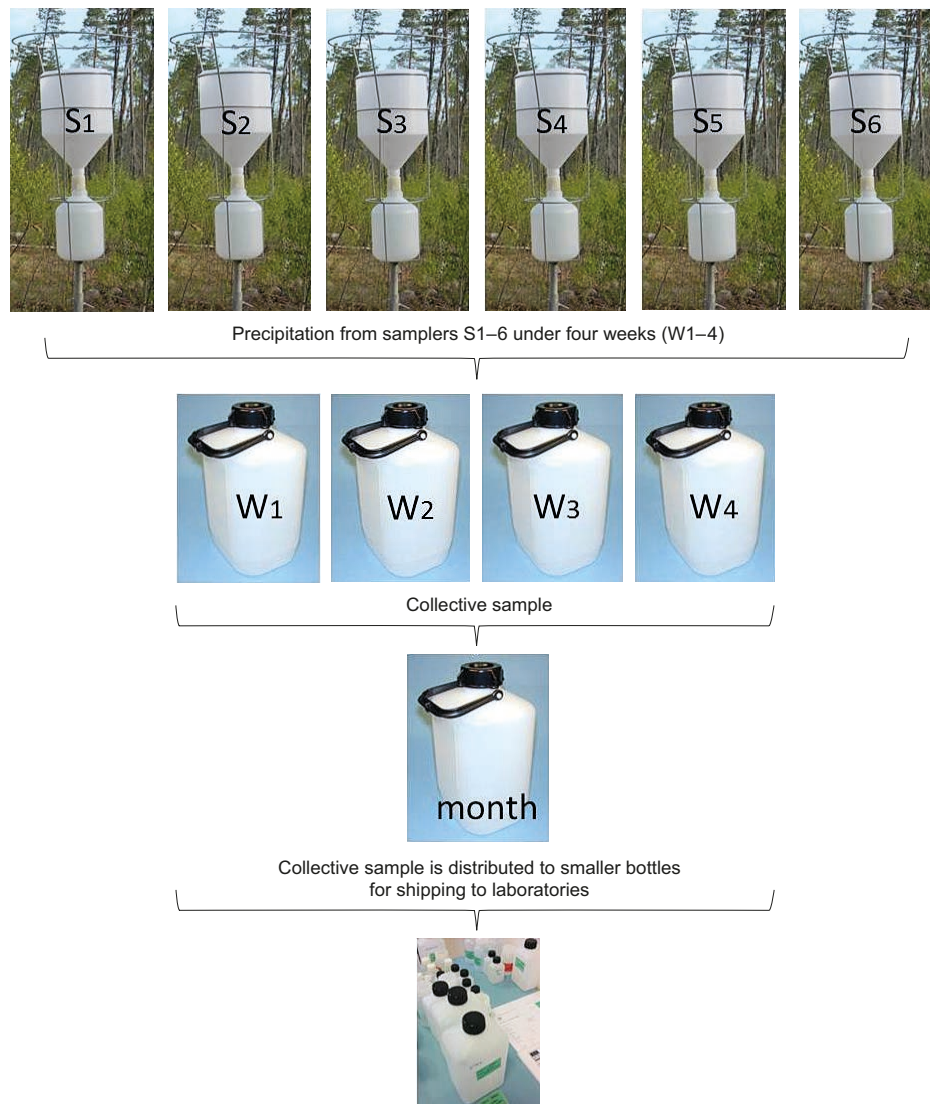 S1 S2 S3 S4 S5 S6
Precipitation from samplers S1–6 under four weeks (W1–4)
W1 W2 W3 W4
Collective sample
month
Collective sample is distributed to smaller bottles
for shipping to laboratories